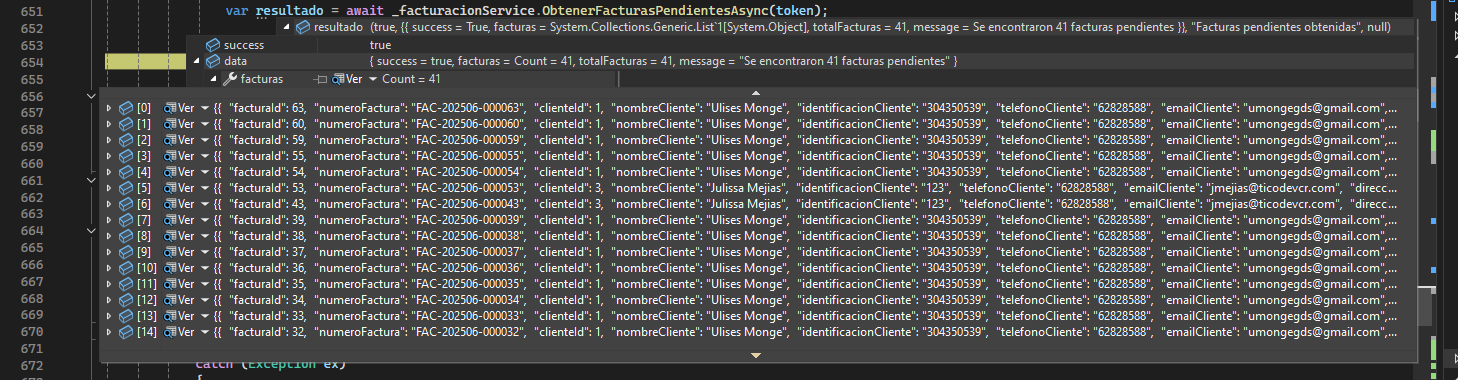 651 var resultado = await _facturacionService.ObtenerFacturasPendientesAsync(token);
652 resultado (true, {{ success = True, facturas = System.Collections.Generic.List`1[System.Object], totalFacturas = 41, message = Se encontraron 41 facturas pendientes }}, "Facturas pendientes obtenidas", null)
653 success true
654 data { success = true, facturas = Count = 41, totalFacturas = 41, message = "Se encontraron 41 facturas pendientes" }
655 facturas Ver Count = 41
656
657 [0] Ver {{ "facturaId": 63, "numeroFactura": "FAC-202506-000063", "clienteId": 1, "nombreCliente": "Ulises Monge", "identificacionCliente": "304350539", "telefonoCliente": "62828588", "emailCliente": "umongegds@gmail.com",...
658 [1] Ver {{ "facturaId": 60, "numeroFactura": "FAC-202506-000060", "clienteId": 1, "nombreCliente": "Ulises Monge", "identificacionCliente": "304350539", "telefonoCliente": "62828588", "emailCliente": "umongegds@gmail.com",...
659 [2] Ver {{ "facturaId": 59, "numeroFactura": "FAC-202506-000059", "clienteId": 1, "nombreCliente": "Ulises Monge", "identificacionCliente": "304350539", "telefonoCliente": "62828588", "emailCliente": "umongegds@gmail.com",...
660 [3] Ver {{ "facturaId": 55, "numeroFactura": "FAC-202506-000055", "clienteId": 1, "nombreCliente": "Ulises Monge", "identificacionCliente": "304350539", "telefonoCliente": "62828588", "emailCliente": "umongegds@gmail.com",...
[4] Ver {{ "facturaId": 54, "numeroFactura": "FAC-202506-000054", "clienteId": 1, "nombreCliente": "Ulises Monge", "identificacionCliente": "304350539", "telefonoCliente": "62828588", "emailCliente": "umongegds@gmail.com",...
661 [5] Ver {{ "facturaId": 53, "numeroFactura": "FAC-202506-000053", "clienteId": 3, "nombreCliente": "Julissa Mejias", "identificacionCliente": "123", "telefonoCliente": "62828588", "emailCliente": "jmejias@ticodevcr.com", "direcc...
662 [6] Ver {{ "facturaId": 43, "numeroFactura": "FAC-202506-000043", "clienteId": 3, "nombreCliente": "Julissa Mejias", "identificacionCliente": "123", "telefonoCliente": "62828588", "emailCliente": "jmejias@ticodevcr.com", "direcc...
663 [7] Ver {{ "facturaId": 39, "numeroFactura": "FAC-202506-000039", "clienteId": 1, "nombreCliente": "Ulises Monge", "identificacionCliente": "304350539", "telefonoCliente": "62828588", "emailCliente": "umongegds@gmail.com",...
664 [8] Ver {{ "facturaId": 38, "numeroFactura": "FAC-202506-000038", "clienteId": 1, "nombreCliente": "Ulises Monge", "identificacionCliente": "304350539", "telefonoCliente": "62828588", "emailCliente": "umongegds@gmail.com",...
665 [9] Ver {{ "facturaId": 37, "numeroFactura": "FAC-202506-000037", "clienteId": 1, "nombreCliente": "Ulises Monge", "identificacionCliente": "304350539", "telefonoCliente": "62828588", "emailCliente": "umongegds@gmail.com",...
666 [10] Ver {{ "facturaId": 36, "numeroFactura": "FAC-202506-000036", "clienteId": 1, "nombreCliente": "Ulises Monge", "identificacionCliente": "304350539", "telefonoCliente": "62828588", "emailCliente": "umongegds@gmail.com",...
667 [11] Ver {{ "facturaId": 35, "numeroFactura": "FAC-202506-000035", "clienteId": 1, "nombreCliente": "Ulises Monge", "identificacionCliente": "304350539", "telefonoCliente": "62828588", "emailCliente": "umongegds@gmail.com",...
668 [12] Ver {{ "facturaId": 34, "numeroFactura": "FAC-202506-000034", "clienteId": 1, "nombreCliente": "Ulises Monge", "identificacionCliente": "304350539", "telefonoCliente": "62828588", "emailCliente": "umongegds@gmail.com",...
669 [13] Ver {{ "facturaId": 33, "numeroFactura": "FAC-202506-000033", "clienteId": 1, "nombreCliente": "Ulises Monge", "identificacionCliente": "304350539", "telefonoCliente": "62828588", "emailCliente": "umongegds@gmail.com",...
670 [14] Ver {{ "facturaId": 32, "numeroFactura": "FAC-202506-000032", "clienteId": 1, "nombreCliente": "Ulises Monge", "identificacionCliente": "304350539", "telefonoCliente": "62828588", "emailCliente": "umongegds@gmail.com",...
671
672 catch (Exception ex)